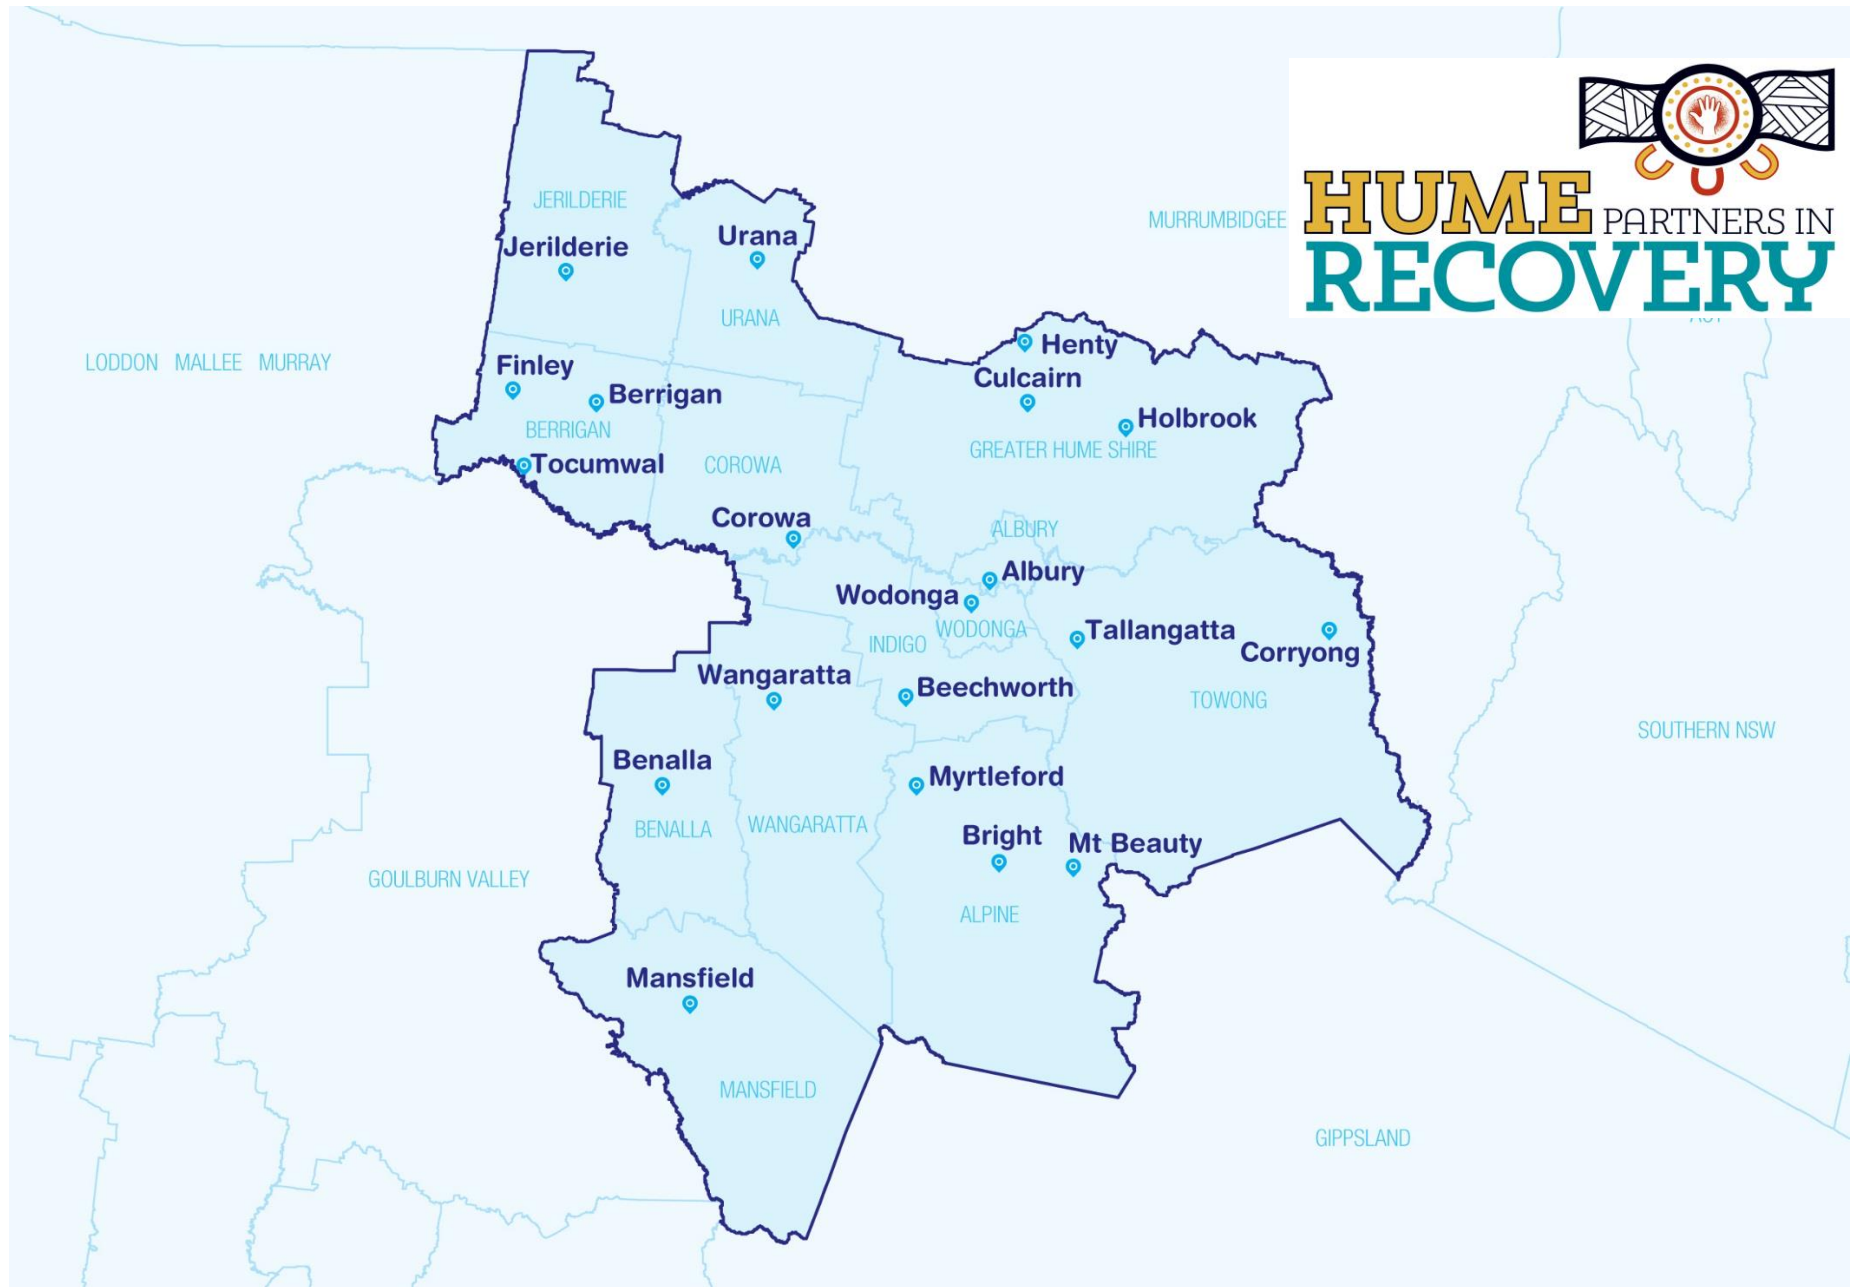 HUME PARTNERS IN
RECOVERY
JERILDERIE
Jerilderie
Urana
URANA
MURRUMBIDGEE
LODDON MALLEE MURRAY
Finley
Berrigan
BERRIGAN
Tocumwal
COROWA
Corowa
Henty
Culcairn
Holbrook
GREATER HUME SHIRE
ALBURY
Albury
Wodonga
WODONGA
INDIGO
Tallangatta
Corryong
TOWONG
Wangaratta
Beechworth
SOUTHERN NSW
Benalla
BENALLA
WANGARATTA
Myrtleford
Bright
Mt Beauty
GOULBURN VALLEY
ALPINE
Mansfield
MANSFIELD
GIPPSLAND